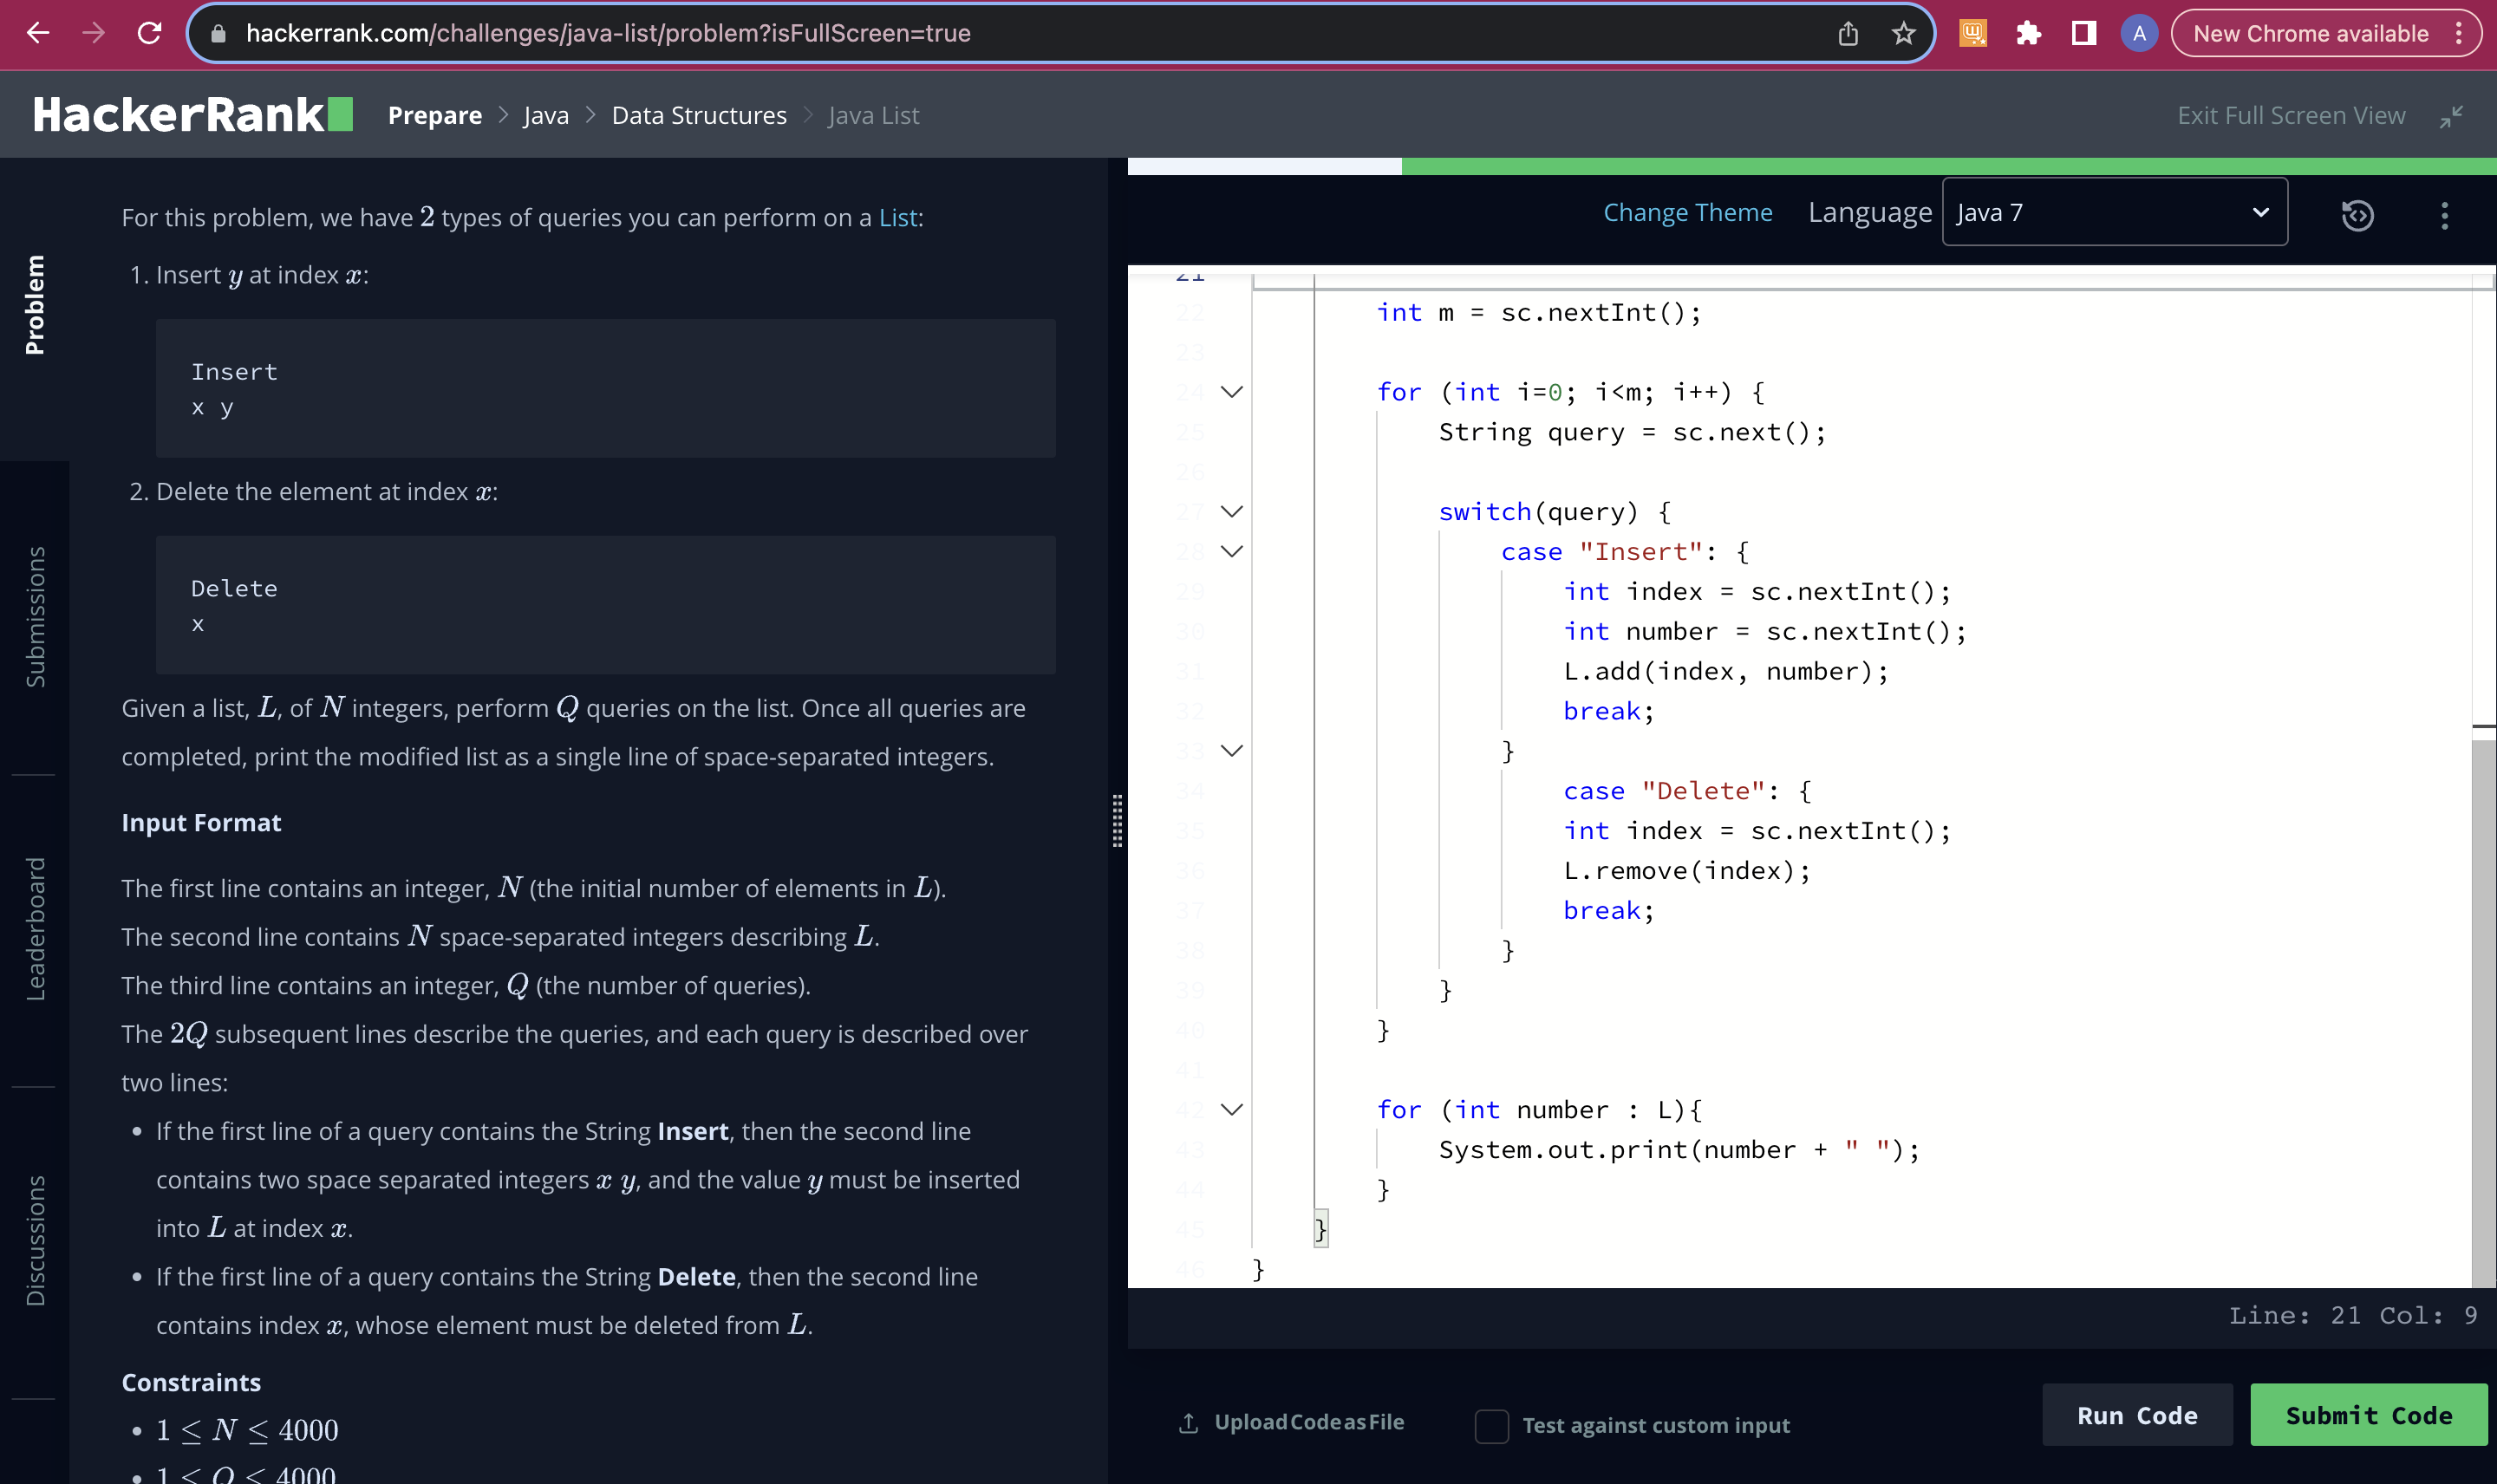 hackerrank.com/challenges/java-list/problem?isFullScreen=true
A
New Chrome available
HackerRank
Prepare > Java > Data Structures > Java List
Exit Full Screen View
Problem
Submissions
Leaderboard
Discussions
For this problem, we have 2 types of queries you can perform on a List:
1. Insert y at index x:
Insert
x y
2. Delete the element at index x:
Delete
x
Given a list, L, of N integers, perform Q queries on the list. Once all queries are
completed, print the modified list as a single line of space-separated integers.
Input Format
The first line contains an integer, N (the initial number of elements in L).
The second line contains N space-separated integers describing L.
The third line contains an integer, Q (the number of queries).
The 2Q subsequent lines describe the queries, and each query is described over
two lines:
• If the first line of a query contains the String Insert, then the second line
contains two space separated integers x y, and the value y must be inserted
into L at index x.
• If the first line of a query contains the String Delete, then the second line
contains index x, whose element must be deleted from L.
Constraints
• 1 ≤ N ≤ 4000
• 1 ≤ Q ≤ 4000
Change Theme
Language
Java 7
21
22 int m = sc.nextInt();
23
24 for (int i=0; i<m; i++) {
25 String query = sc.next();
26
27 switch(query) {
28 case "Insert": {
29 int index = sc.nextInt();
30 int number = sc.nextInt();
31 L.add(index, number);
32 break;
33 }
34 case "Delete": {
35 int index = sc.nextInt();
36 L.remove(index);
37 break;
38 }
39 }
40 }
41
42 for (int number : L){
43 System.out.print(number + " ");
44 }
45 }
46 }
Line: 21 Col: 9
Upload Code as File
Test against custom input
Run Code
Submit Code